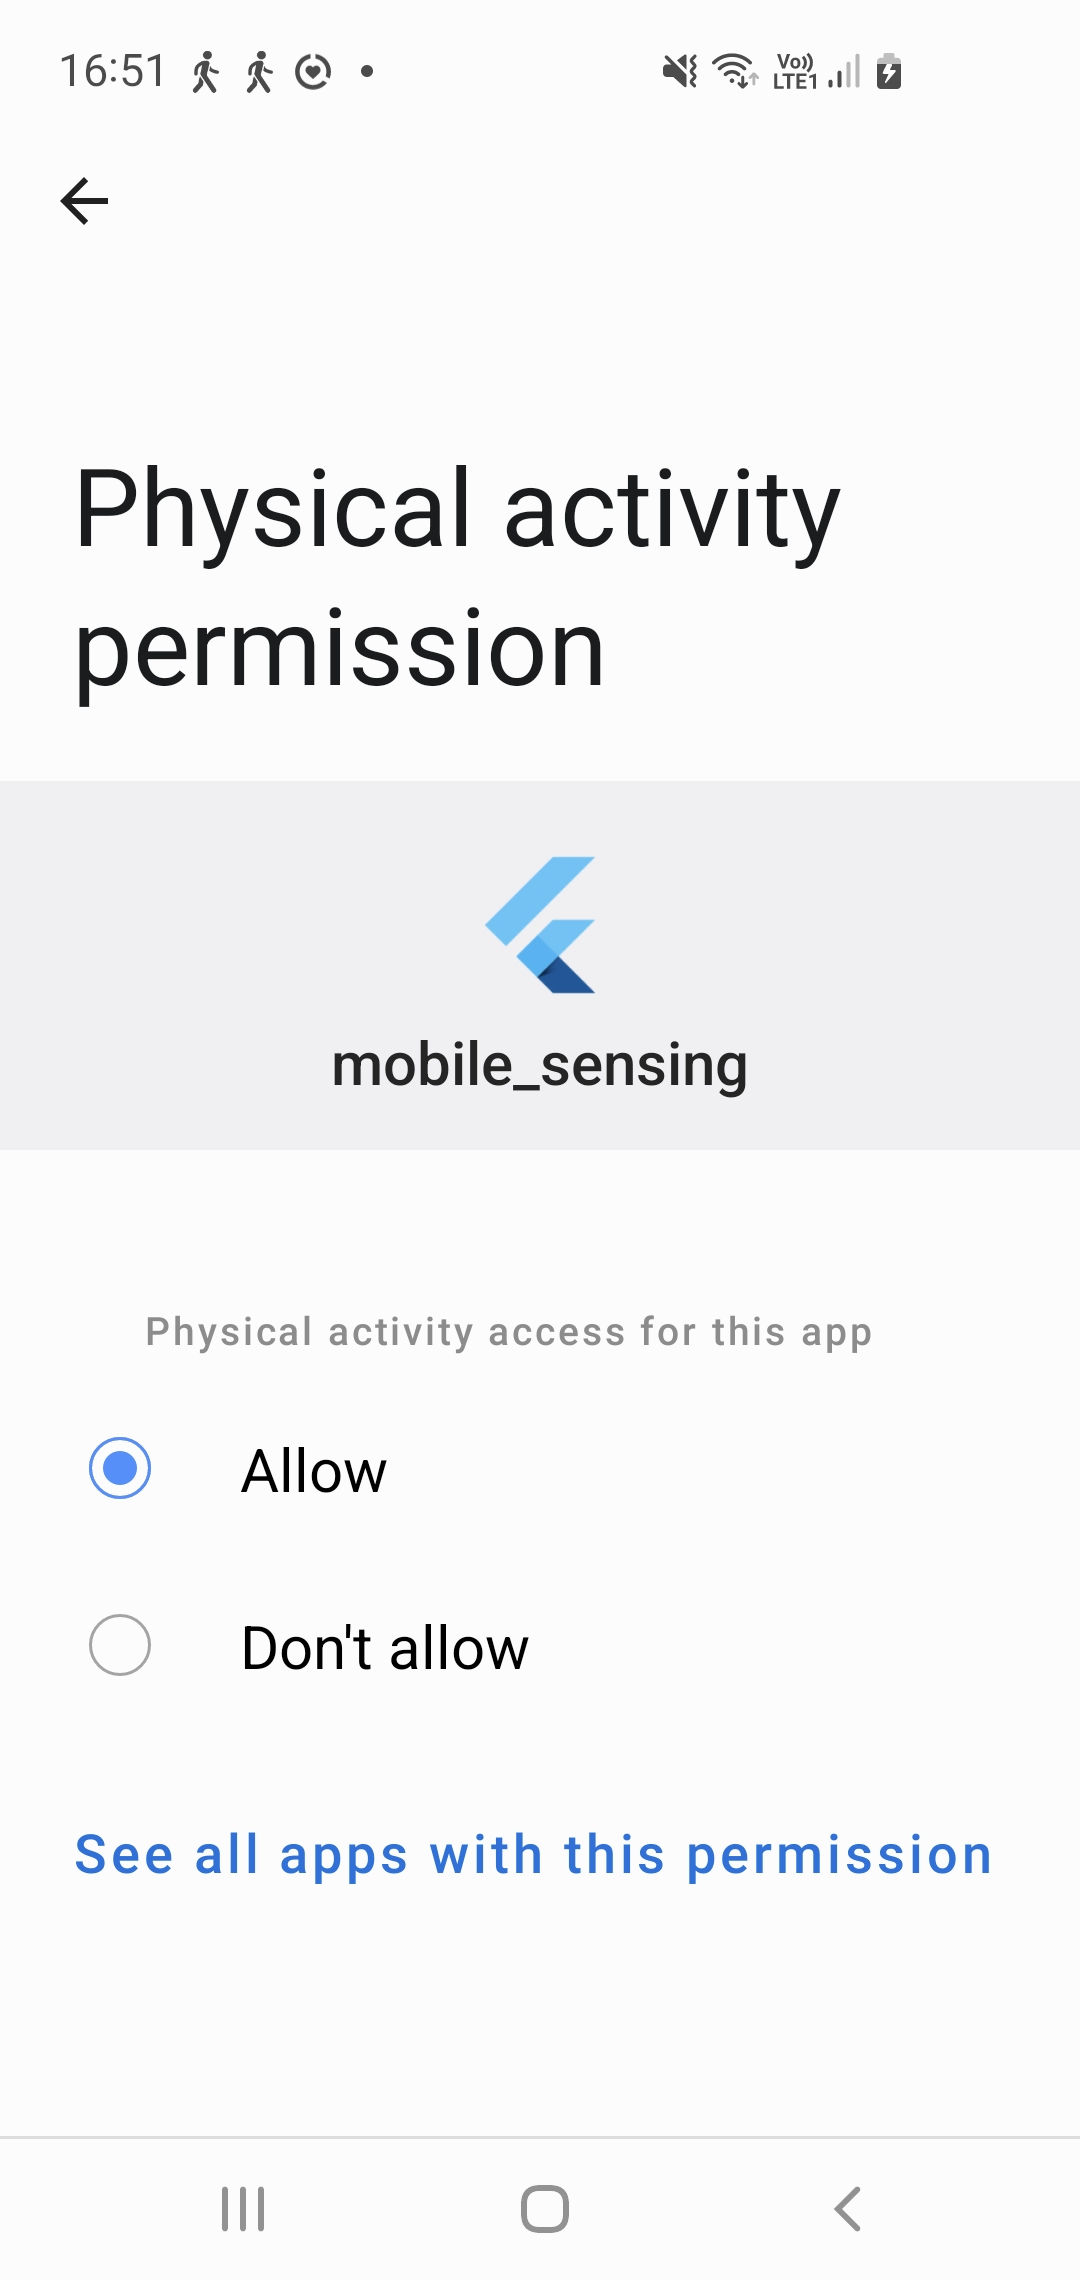 16:51
Vo))
LTE1
Physical activity
permission
mobile_sensing
Physical activity access for this app
Allow
Don't allow
See all apps with this permission